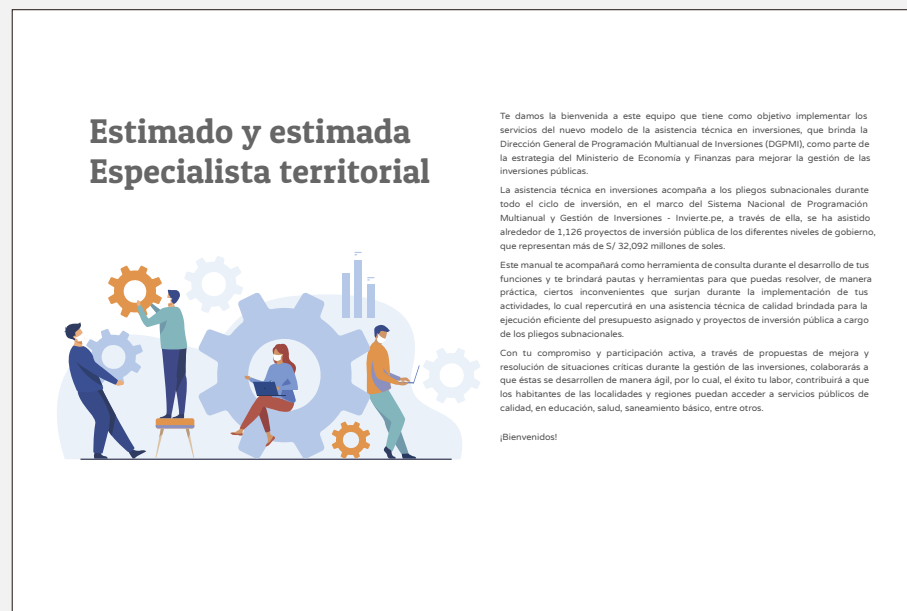 Estimado y estimada
Especialista territorial
Te damos la bienvenida a este equipo que tiene como objetivo implementar los
servicios del nuevo modelo de la asistencia técnica en inversiones, que brinda la
Dirección General de Programación Multianual de Inversiones (DGPMI), como parte de
la estrategia del Ministerio de Economía y Finanzas para mejorar la gestión de las
inversiones públicas.
La asistencia técnica en inversiones acompaña a los pliegos subnacionales durante
todo el ciclo de inversión, en el marco del Sistema Nacional de Programación
Multianual y Gestión de Inversiones - Invierte.pe, a través de ella, se ha asistido
alrededor de 1,126 proyectos de inversión pública de los diferentes niveles de gobierno,
que representan más de S/ 32,092 millones de soles.
Este manual te acompañará como herramienta de consulta durante el desarrollo de tus
funciones y te brindará pautas y herramientas para que puedas resolver, de manera
práctica, ciertos inconvenientes que surjan durante la implementación de tus
actividades, lo cual repercutirá en una asistencia técnica de calidad brindada para la
ejecución eficiente del presupuesto asignado y proyectos de inversión pública a cargo
de los pliegos subnacionales.
Con tu compromiso y participación activa, a través de propuestas de mejora y
resolución de situaciones críticas durante la gestión de las inversiones, colaborarás a
que éstas se desarrollen de manera ágil, por lo cual, el éxito tu labor, contribuirá a que
los habitantes de las localidades y regiones puedan acceder a servicios públicos de
calidad, en educación, salud, saneamiento básico, entre otros.
¡Bienvenidos!